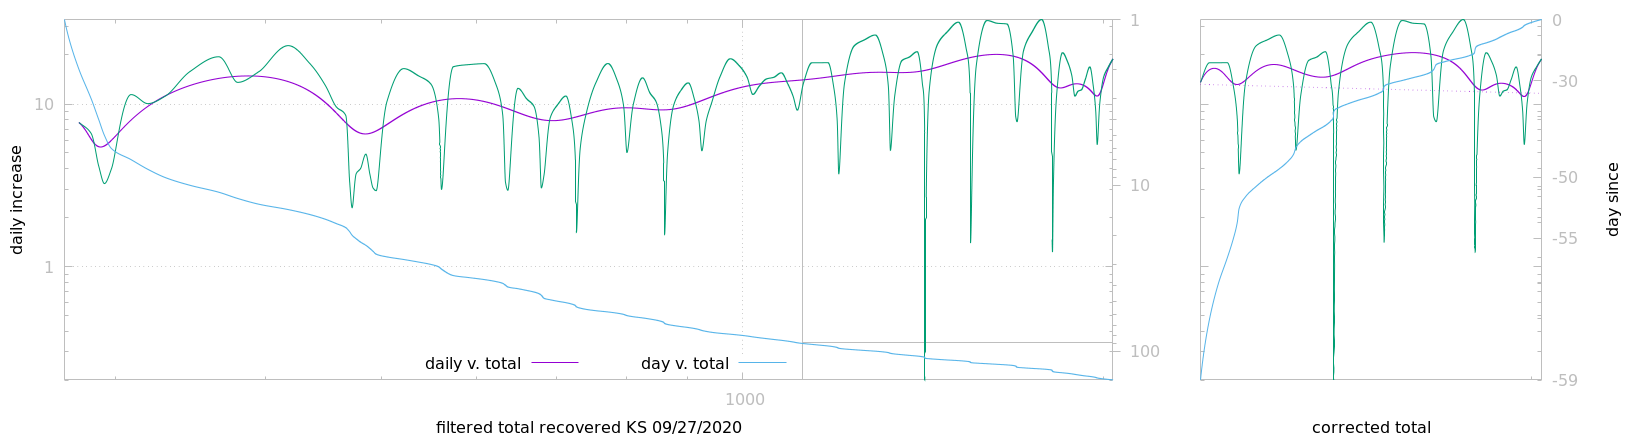 daily increase
10
1
daily v. total
day v. total
1000
filtered total recovered KS 09/27/2020
1
10
100
0
-30
-50
-55
-59
day since
corrected total